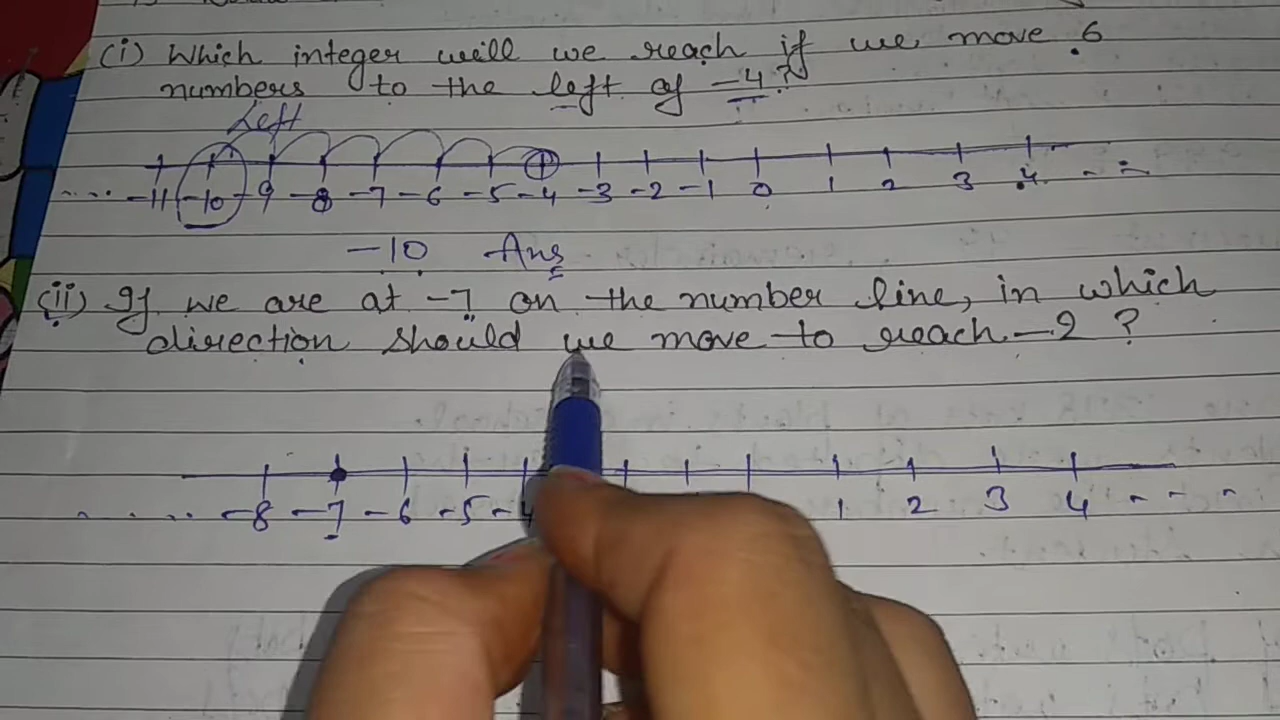 (i) Which integer will we reach if we move 6
numbers to the left of -4?
Left
.... -11 -10 -9 -8 -7 -6 -5 -4 -3 -2 -1 0 1 2 3 4 - -
-10 Ans
(ii) If we are at -7 on the number line, in which
direction should we move to reach -2 ?
.... -8 -7 -6 -5 -4 1 2 3 4 - - -